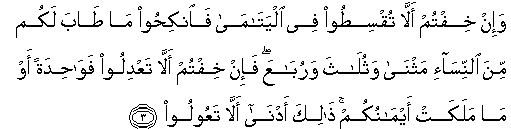 وَإِنْ خِفْتُمْ أَلَّا تُقْسِطُوا۟ فِى ٱلْيَتَـٰمَىٰ فَٱنكِحُوا۟ مَا طَابَ لَكُم
مِّنَ ٱلنِّسَآءِ مَثْنَىٰ وَثُلَـٰثَ وَرُبَـٰعَ ۖ فَإِنْ خِفْتُمْ أَلَّا تَعْدِلُوا۟ فَوَٰحِدَةً أَوْ
مَا مَلَكَتْ أَيْمَـٰنُكُمْ ۚ ذَٰلِكَ أَدْنَىٰٓ أَلَّا تَعُولُوا۟ ﴿٣﴾